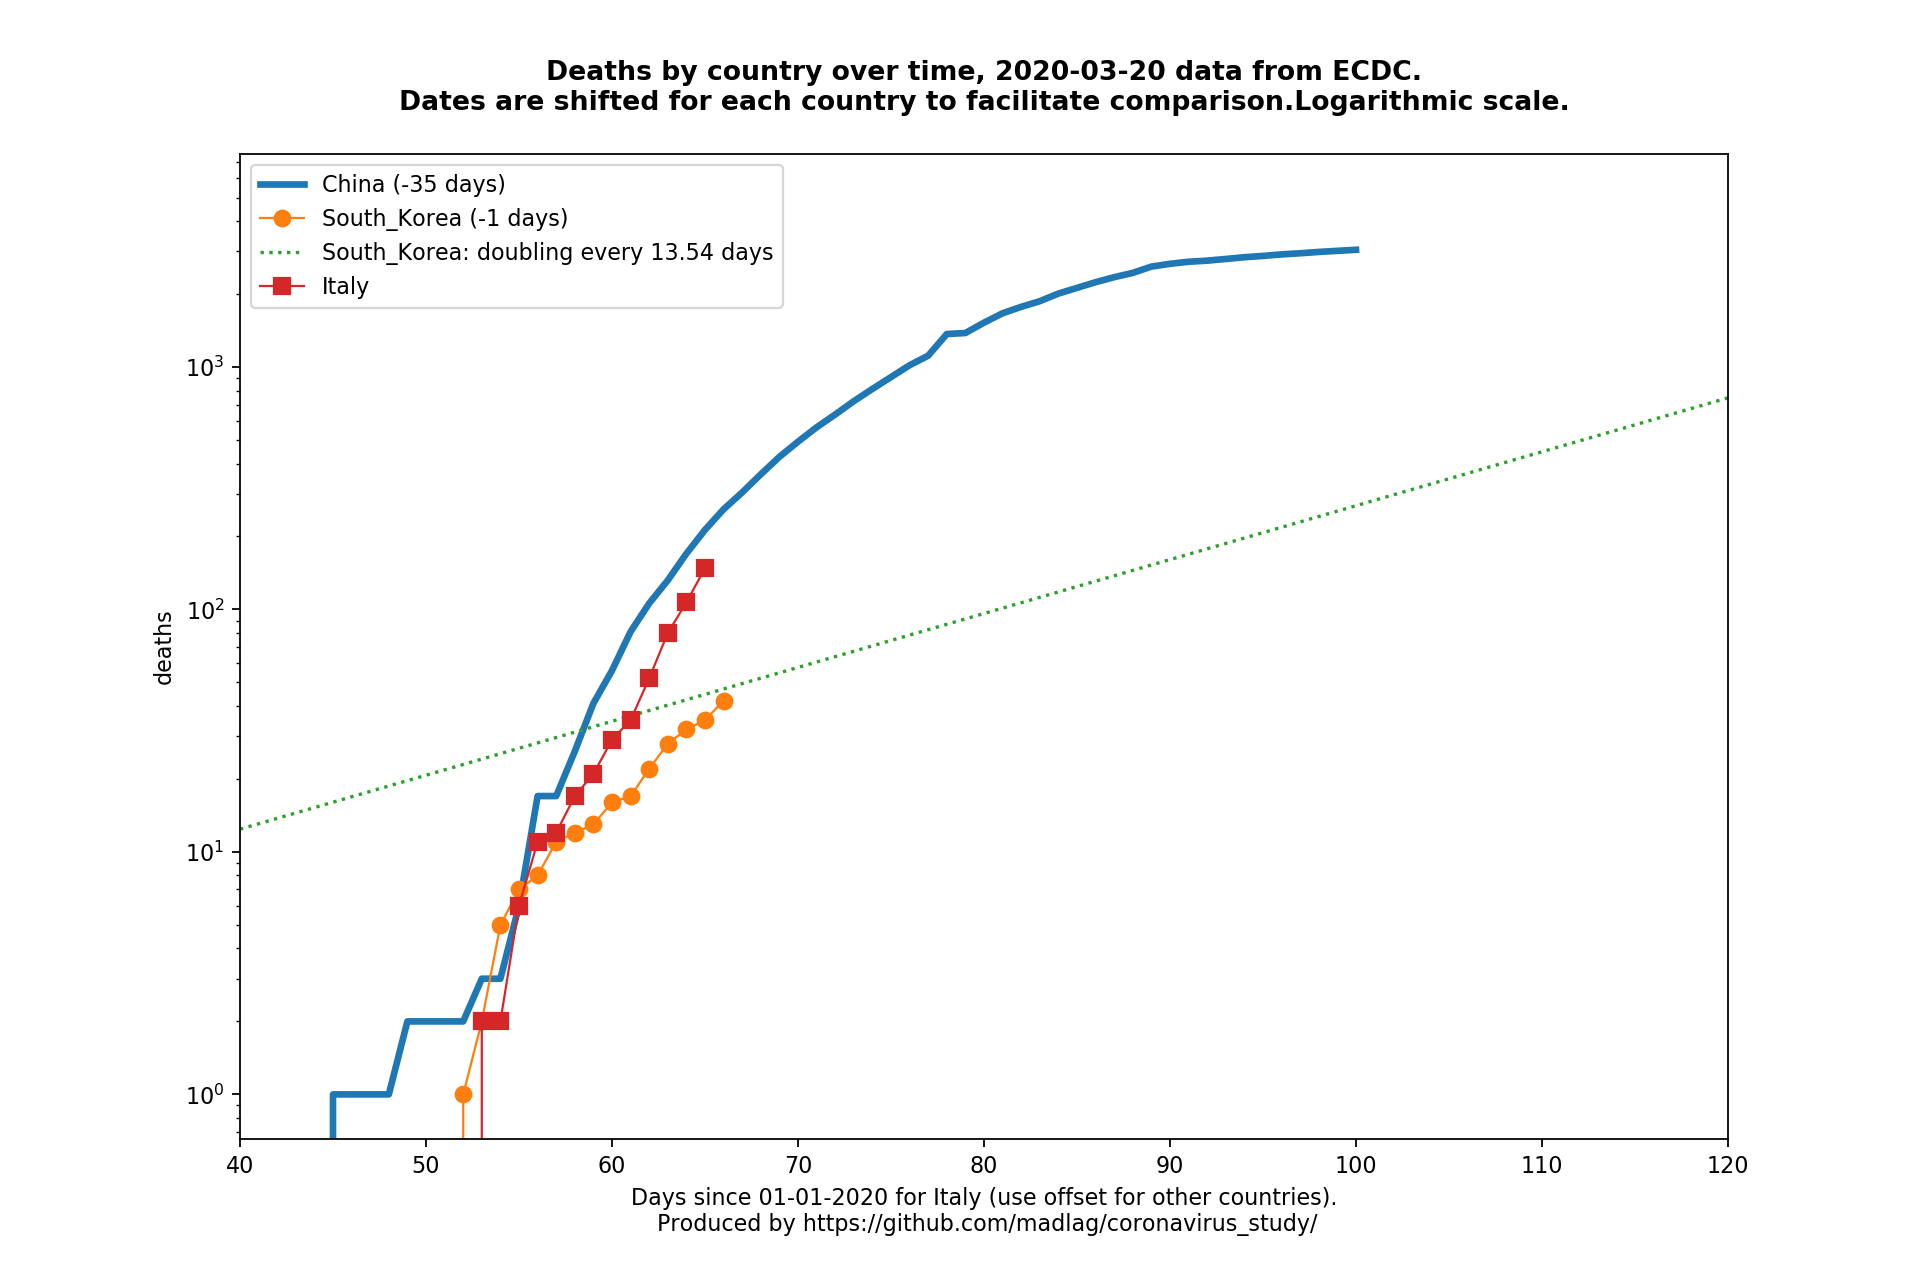 Deaths by country over time, 2020-03-20 data from ECDC.
Dates are shifted for each country to facilitate comparison.Logarithmic scale.
China (-35 days)
South_Korea (-1 days)
South_Korea: doubling every 13.54 days
Italy
10³
10²
10¹
10⁰
deaths
40 50 60 70 80 90 100 110 120
Days since 01-01-2020 for Italy (use offset for other countries).
Produced by https://github.com/madlag/coronavirus_study/